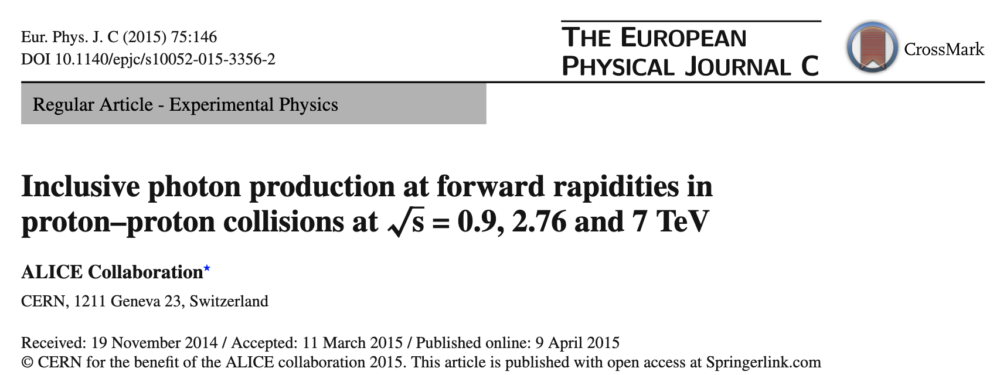 Eur. Phys. J. C (2015) 75:146
DOI 10.1140/epjc/s10052-015-3356-2
THE EUROPEAN
PHYSICAL JOURNAL C
CrossMark
Regular Article - Experimental Physics
Inclusive photon production at forward rapidities in
proton–proton collisions at √s = 0.9, 2.76 and 7 TeV
ALICE Collaboration★
CERN, 1211 Geneva 23, Switzerland
Received: 19 November 2014 / Accepted: 11 March 2015 / Published online: 9 April 2015
© CERN for the benefit of the ALICE collaboration 2015. This article is published with open access at Springerlink.com